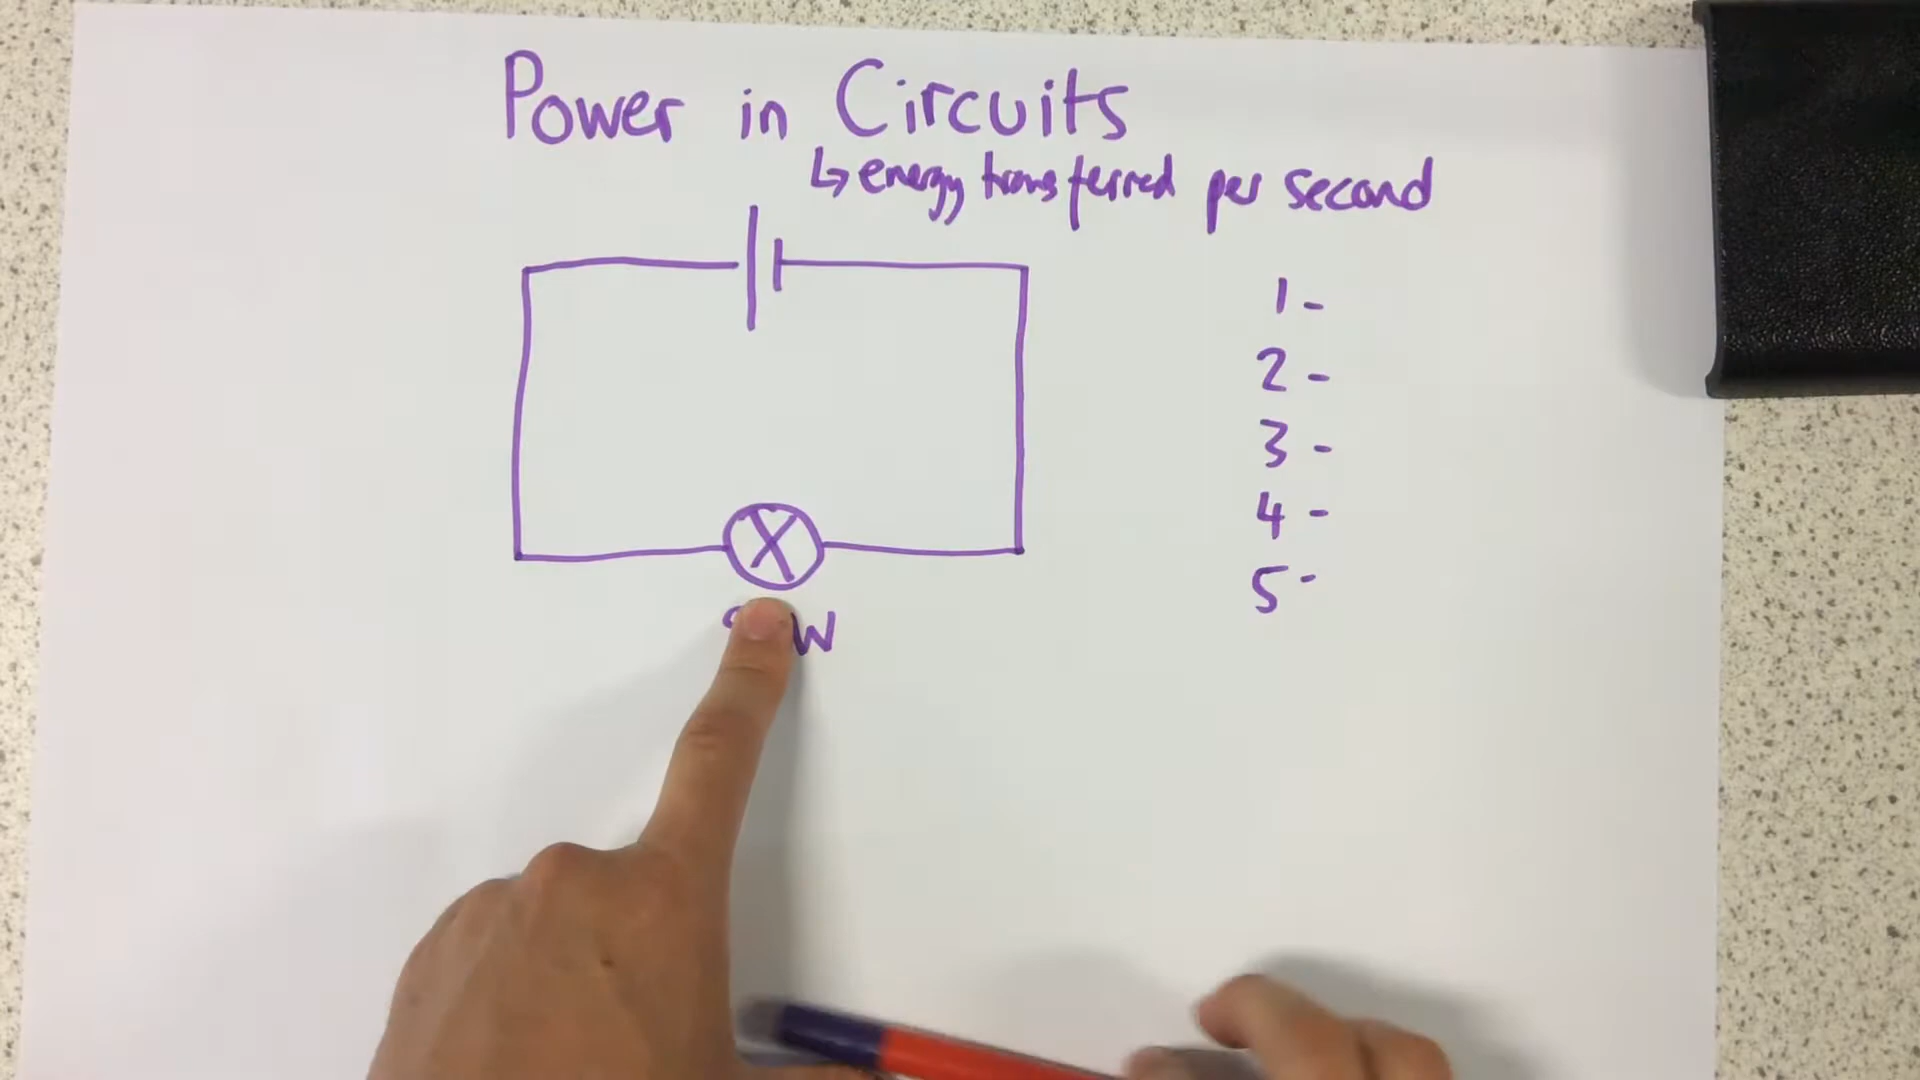 Power in Circuits
↳ energy transferred per second
1 -
2 -
3 -
4 -
5 -
W